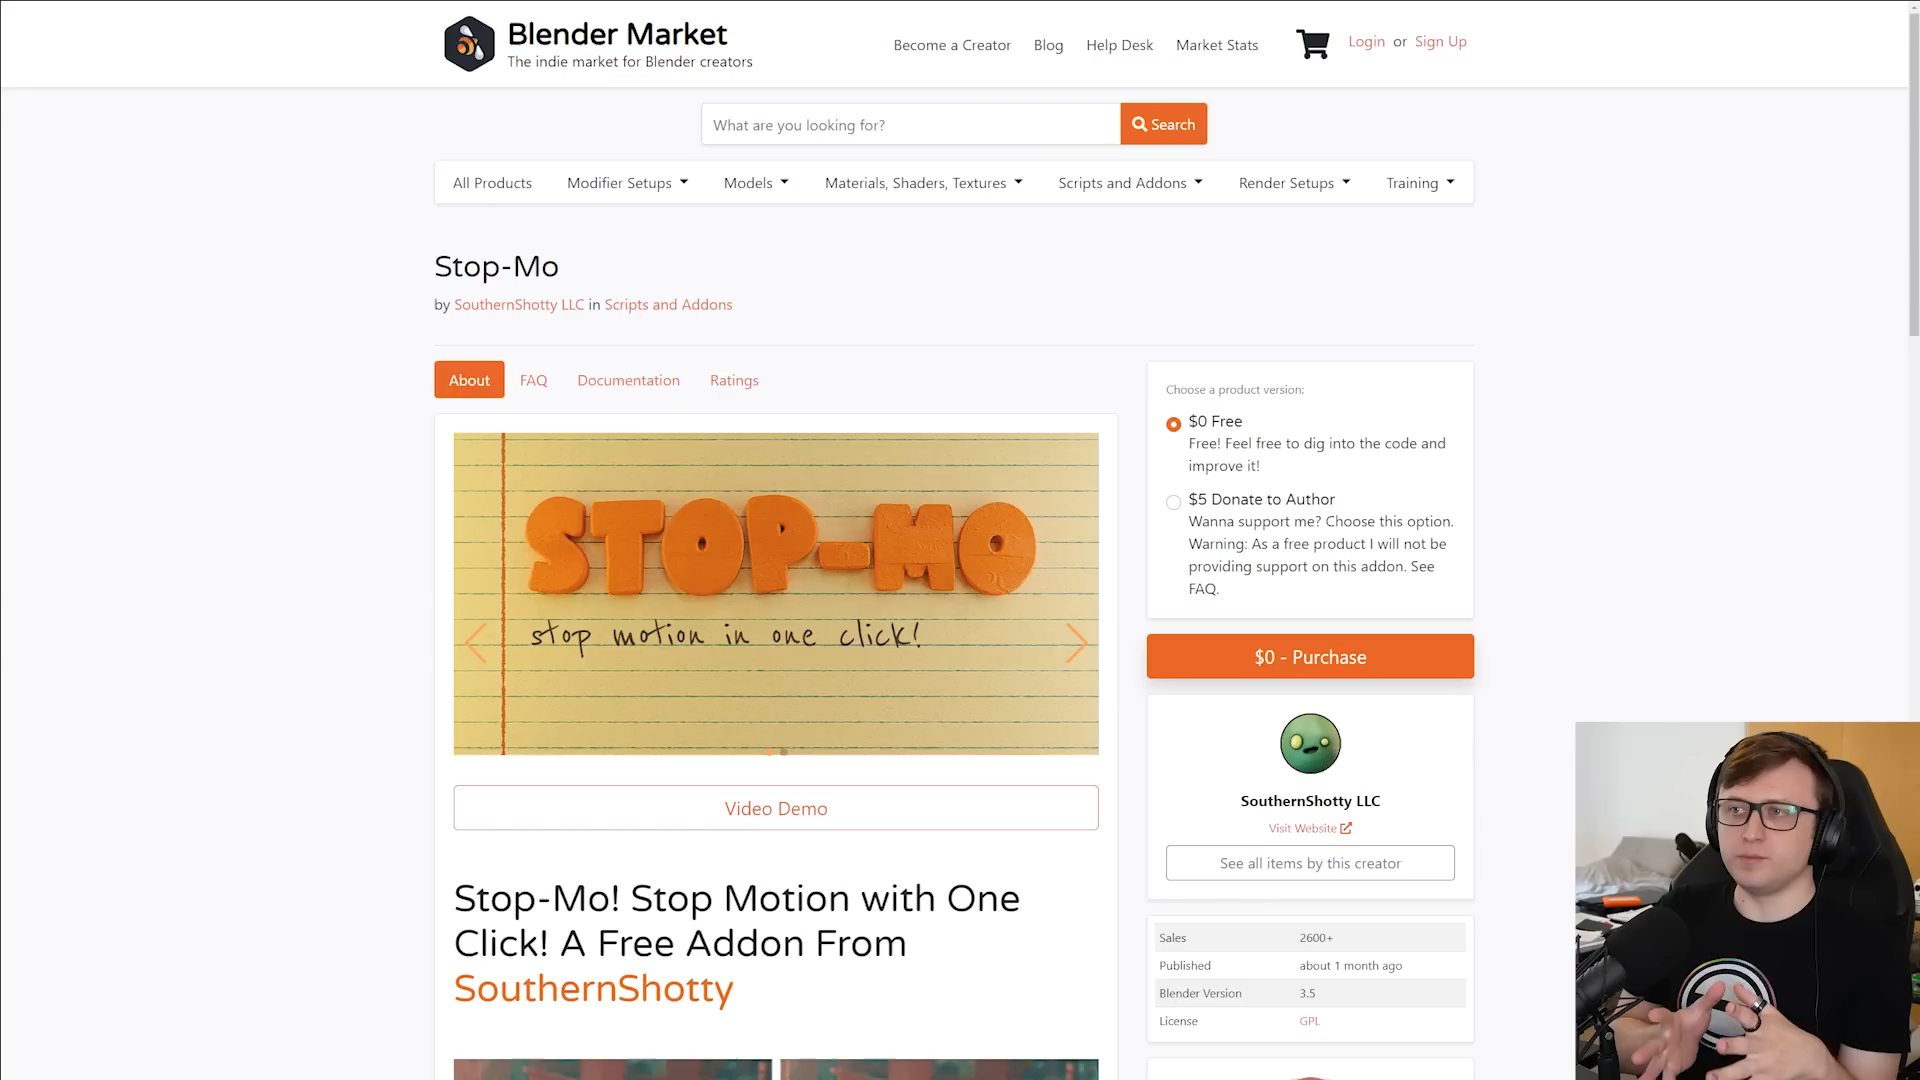 Blender Market
The indie market for Blender creators
Become a Creator
Blog
Help Desk
Market Stats
Login or Sign Up
What are you looking for?
Search
All Products
Modifier Setups
Models
Materials, Shaders, Textures
Scripts and Addons
Render Setups
Training
Stop-Mo
by SouthernShotty LLC in Scripts and Addons
About
FAQ
Documentation
Ratings
STOP-MO
stop motion in one click!
Video Demo
Stop-Mo! Stop Motion with One
Click! A Free Addon From
SouthernShotty
Choose a product version:
$0 Free
Free! Feel free to dig into the code and
improve it!
$5 Donate to Author
Wanna support me? Choose this option.
Warning: As a free product I will not be
providing support on this addon. See
FAQ.
$0 - Purchase
SouthernShotty LLC
Visit Website
See all items by this creator
Sales 2600+
Published about 1 month ago
Blender Version 3.5
License GPL